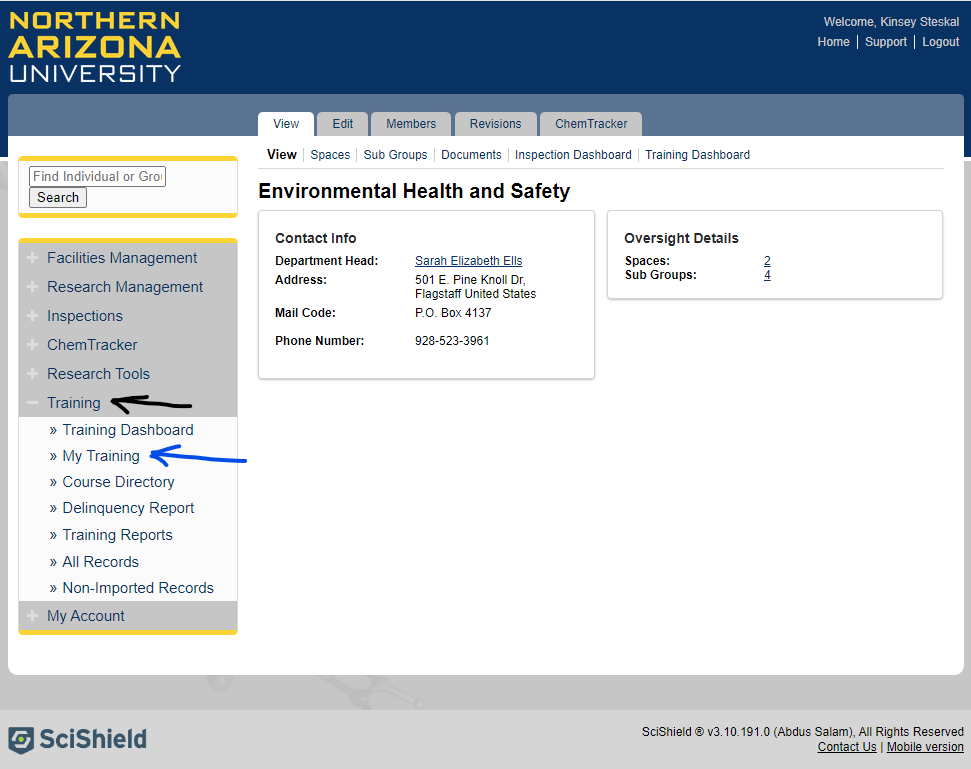 NORTHERN
ARIZONA
UNIVERSITY
Welcome, Kinsey Steskal
Home | Support | Logout
View Edit Members Revisions ChemTracker
View | Spaces | Sub Groups | Documents | Inspection Dashboard | Training Dashboard
Find Individual or Gro
Search
Facilities Management
Research Management
Inspections
ChemTracker
Research Tools
Training
» Training Dashboard
» My Training
» Course Directory
» Delinquency Report
» Training Reports
» All Records
» Non-Imported Records
My Account
Environmental Health and Safety
Contact Info
Department Head: Sarah Elizabeth Ells
Address: 501 E. Pine Knoll Dr,
Flagstaff United States
Mail Code: P.O. Box 4137
Phone Number: 928-523-3961
Oversight Details
Spaces: 2
Sub Groups: 4
SciShield
SciShield ® v3.10.191.0 (Abdus Salam), All Rights Reserved
Contact Us | Mobile version